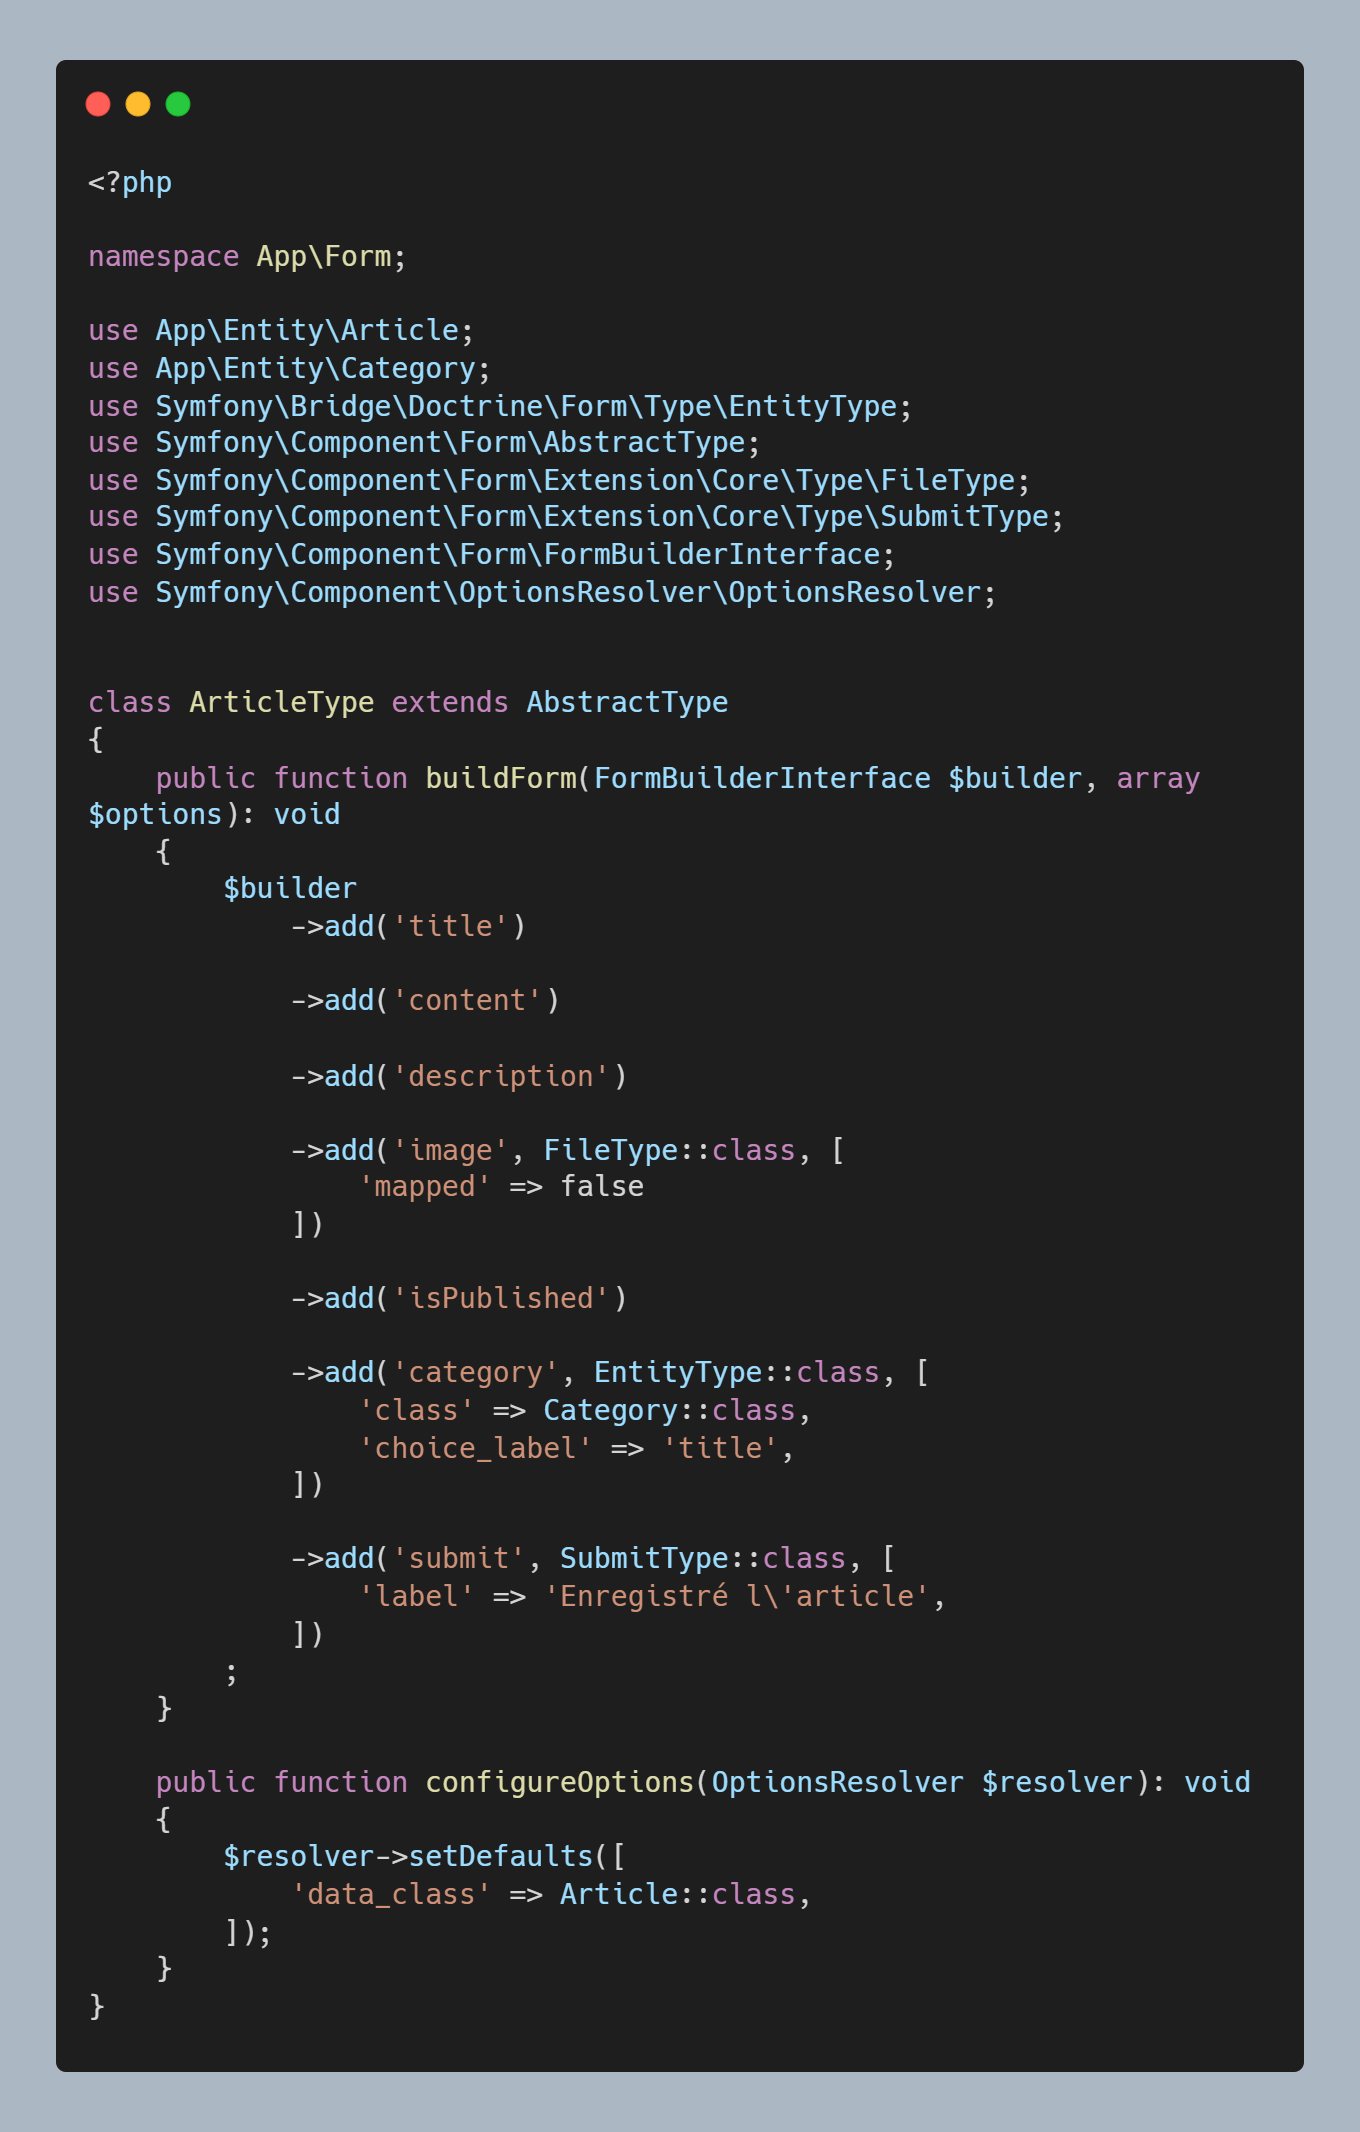 <?php

namespace App\Form;

use App\Entity\Article;
use App\Entity\Category;
use Symfony\Bridge\Doctrine\Form\Type\EntityType;
use Symfony\Component\Form\AbstractType;
use Symfony\Component\Form\Extension\Core\Type\FileType;
use Symfony\Component\Form\Extension\Core\Type\SubmitType;
use Symfony\Component\Form\FormBuilderInterface;
use Symfony\Component\OptionsResolver\OptionsResolver;


class ArticleType extends AbstractType
{
    public function buildForm(FormBuilderInterface $builder, array
$options): void
    {
        $builder
            ->add('title')

            ->add('content')

            ->add('description')

            ->add('image', FileType::class, [
                'mapped' => false
            ])

            ->add('isPublished')

            ->add('category', EntityType::class, [
                'class' => Category::class,
                'choice_label' => 'title',
            ])

            ->add('submit', SubmitType::class, [
                'label' => 'Enregistré l\'article',
            ])
        ;
    }

    public function configureOptions(OptionsResolver $resolver): void
    {
        $resolver->setDefaults([
            'data_class' => Article::class,
        ]);
    }
}